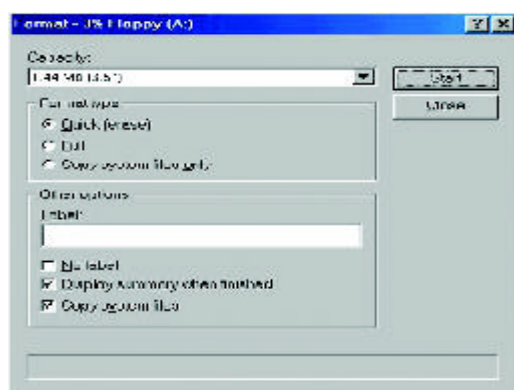 Format - 3½ Floppy (A:)
Capacity:
1.44 Mb (3.5")
Start
Close
Format type
Quick (erase)
Full
Copy system files only
Other options
Label:
No label
Display summary when finished
Copy system files